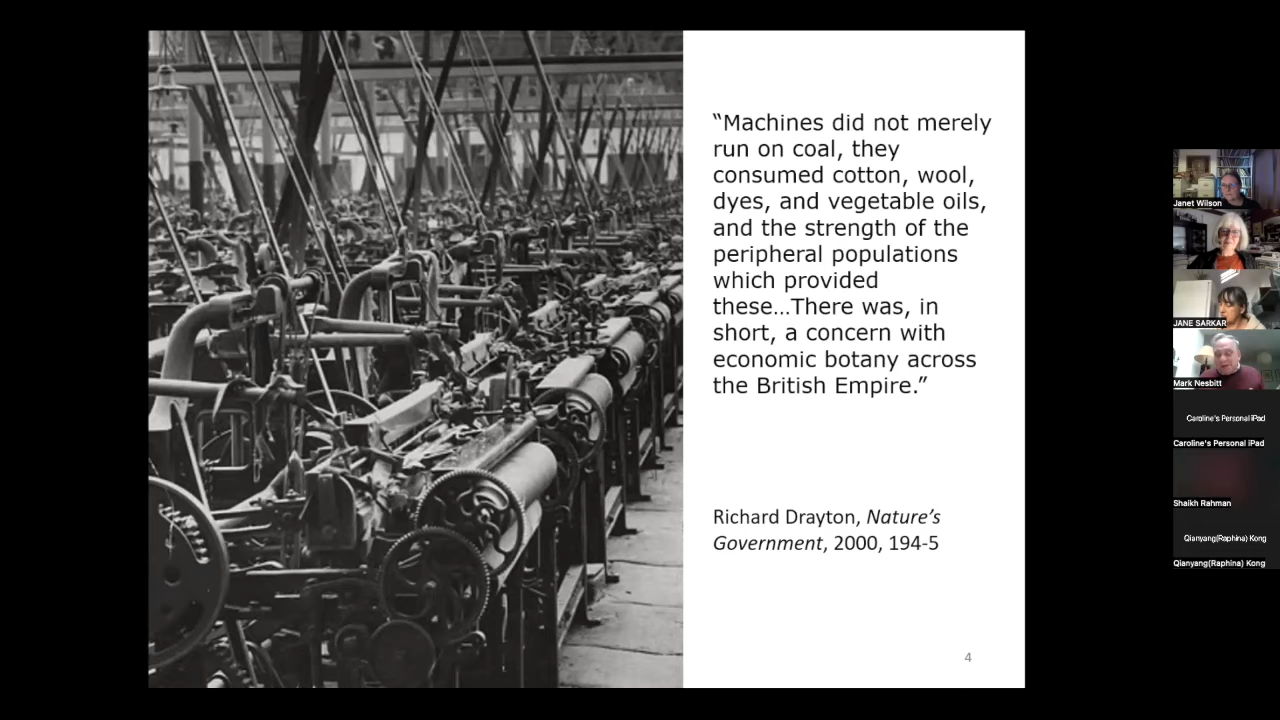 “Machines did not merely
run on coal, they
consumed cotton, wool,
dyes, and vegetable oils,
and the strength of the
peripheral populations
which provided
these…There was, in
short, a concern with
economic botany across
the British Empire.”
Richard Drayton, Nature’s
Government, 2000, 194-5
4
Janet Wilson
JANE SARKAR
Mark Nesbitt
Caroline's Personal iPad
Caroline's Personal iPad
Shaikh Rahman
Qianyang(Raphina) Kong
Qianyang(Raphina) Kong